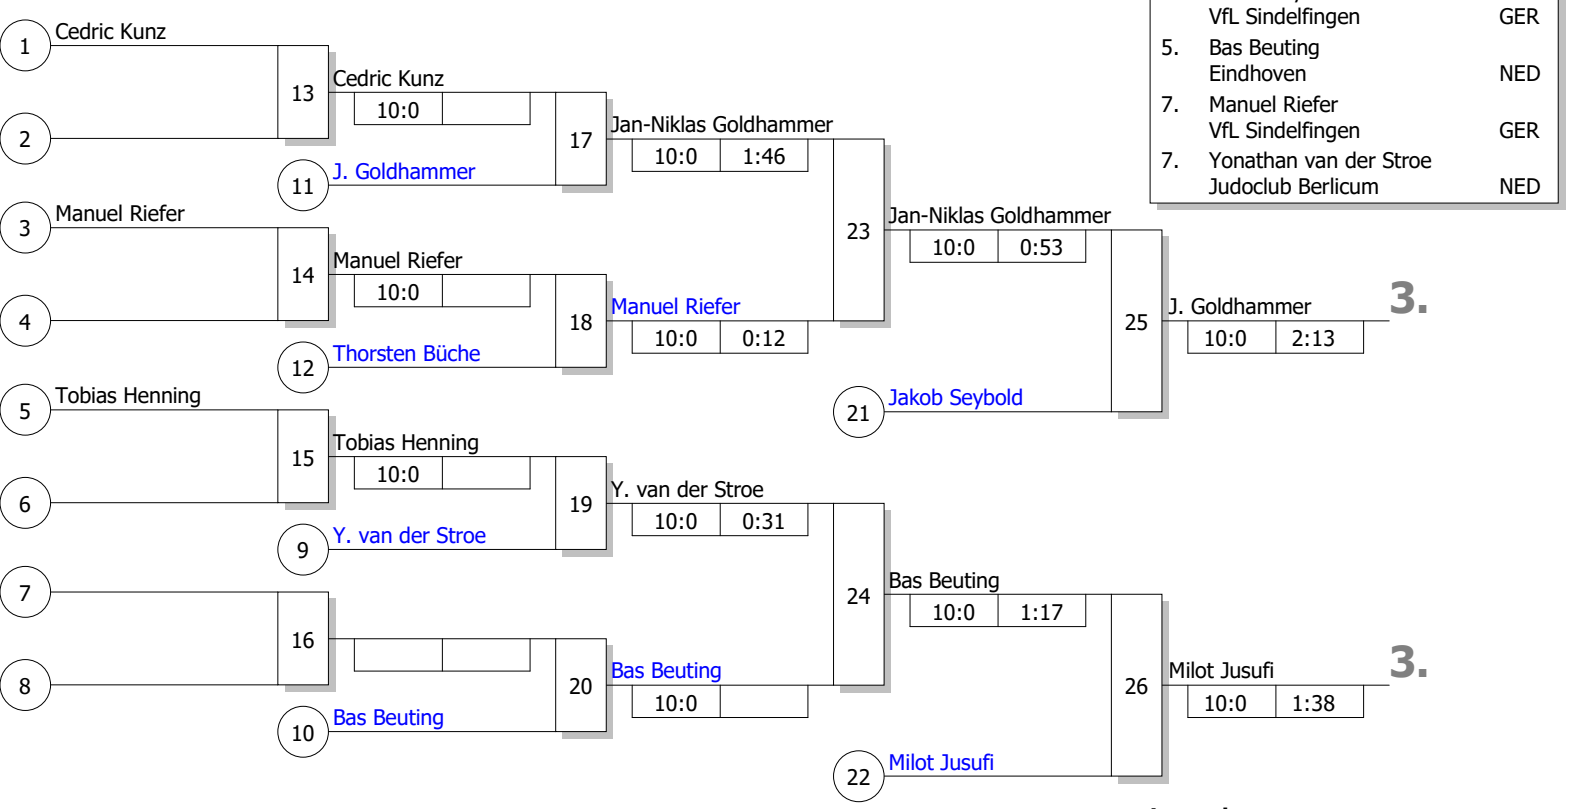 VfL Sindelfingen GER
5. Bas Beuting
Eindhoven NED
7. Manuel Riefer
VfL Sindelfingen GER
7. Yonathan van der Stroe
Judoclub Berlicum NED
1 Cedric Kunz
13 Cedric Kunz
10:0
2
17 Jan-Niklas Goldhammer
10:0 1:46
11 J. Goldhammer
3 Manuel Riefer
23 Jan-Niklas Goldhammer
10:0 0:53
14 Manuel Riefer
10:0
4
18 Manuel Riefer
10:0 0:12
12 Thorsten Büche
25 J. Goldhammer 3.
10:0 2:13
5 Tobias Henning
21 Jakob Seybold
15 Tobias Henning
10:0
6
19 Y. van der Stroe
10:0 0:31
9 Y. van der Stroe
7
24 Bas Beuting
10:0 1:17
16
8
20 Bas Beuting
10:0
10 Bas Beuting
26 Milot Jusufi 3.
10:0 1:38
22 Milot Jusufi